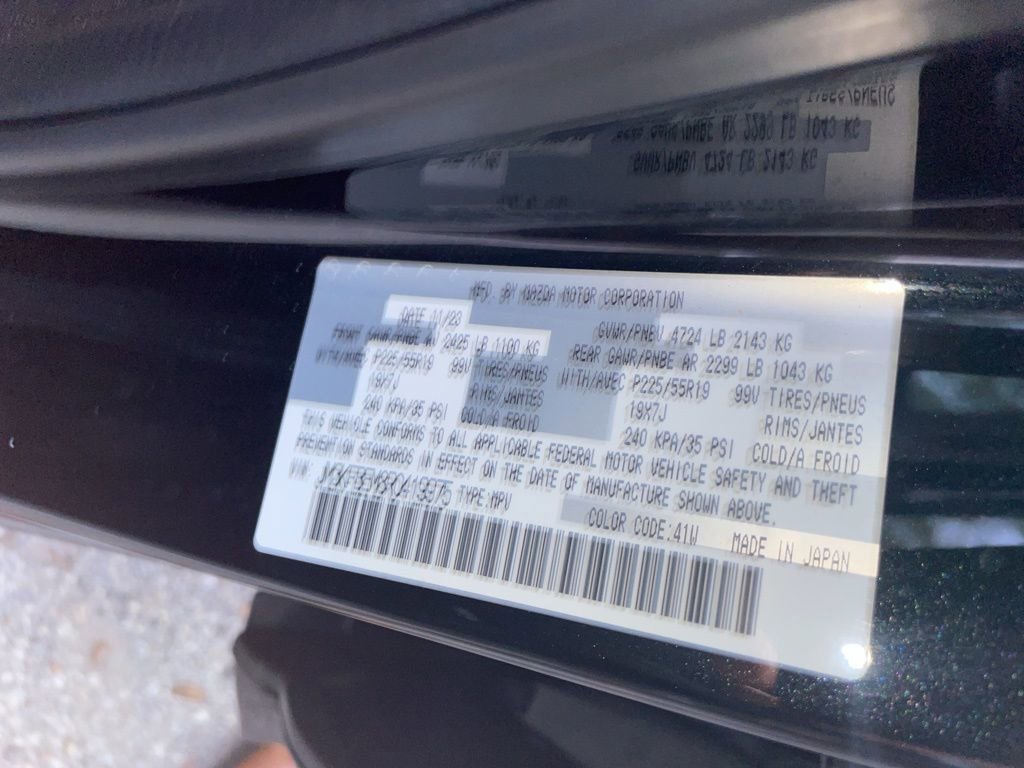 MFD. BY MAZDA MOTOR CORPORATION
DATE 11/23 GVWR/PNBV 4724 LB 2143 KG
FRONT GAWR/PNBE AV 2425 LB 1100 KG REAR GAWR/PNBE AR 2299 LB 1043 KG
WITH/AVEC P225/55R19 99V TIRES/PNEUS WITH/AVEC P225/55R19 99V TIRES/PNEUS
19X7J RIMS/JANTES 19X7J RIMS/JANTES
240 KPA/35 PSI COLD/A FROID 240 KPA/35 PSI COLD/A FROID
THIS VEHICLE CONFORMS TO ALL APPLICABLE FEDERAL MOTOR VEHICLE SAFETY AND THEFT
PREVENTION STANDARDS IN EFFECT ON THE DATE OF MANUFACTURE SHOWN ABOVE.
VIN: TYPE:MPV COLOR CODE:41W MADE IN JAPAN